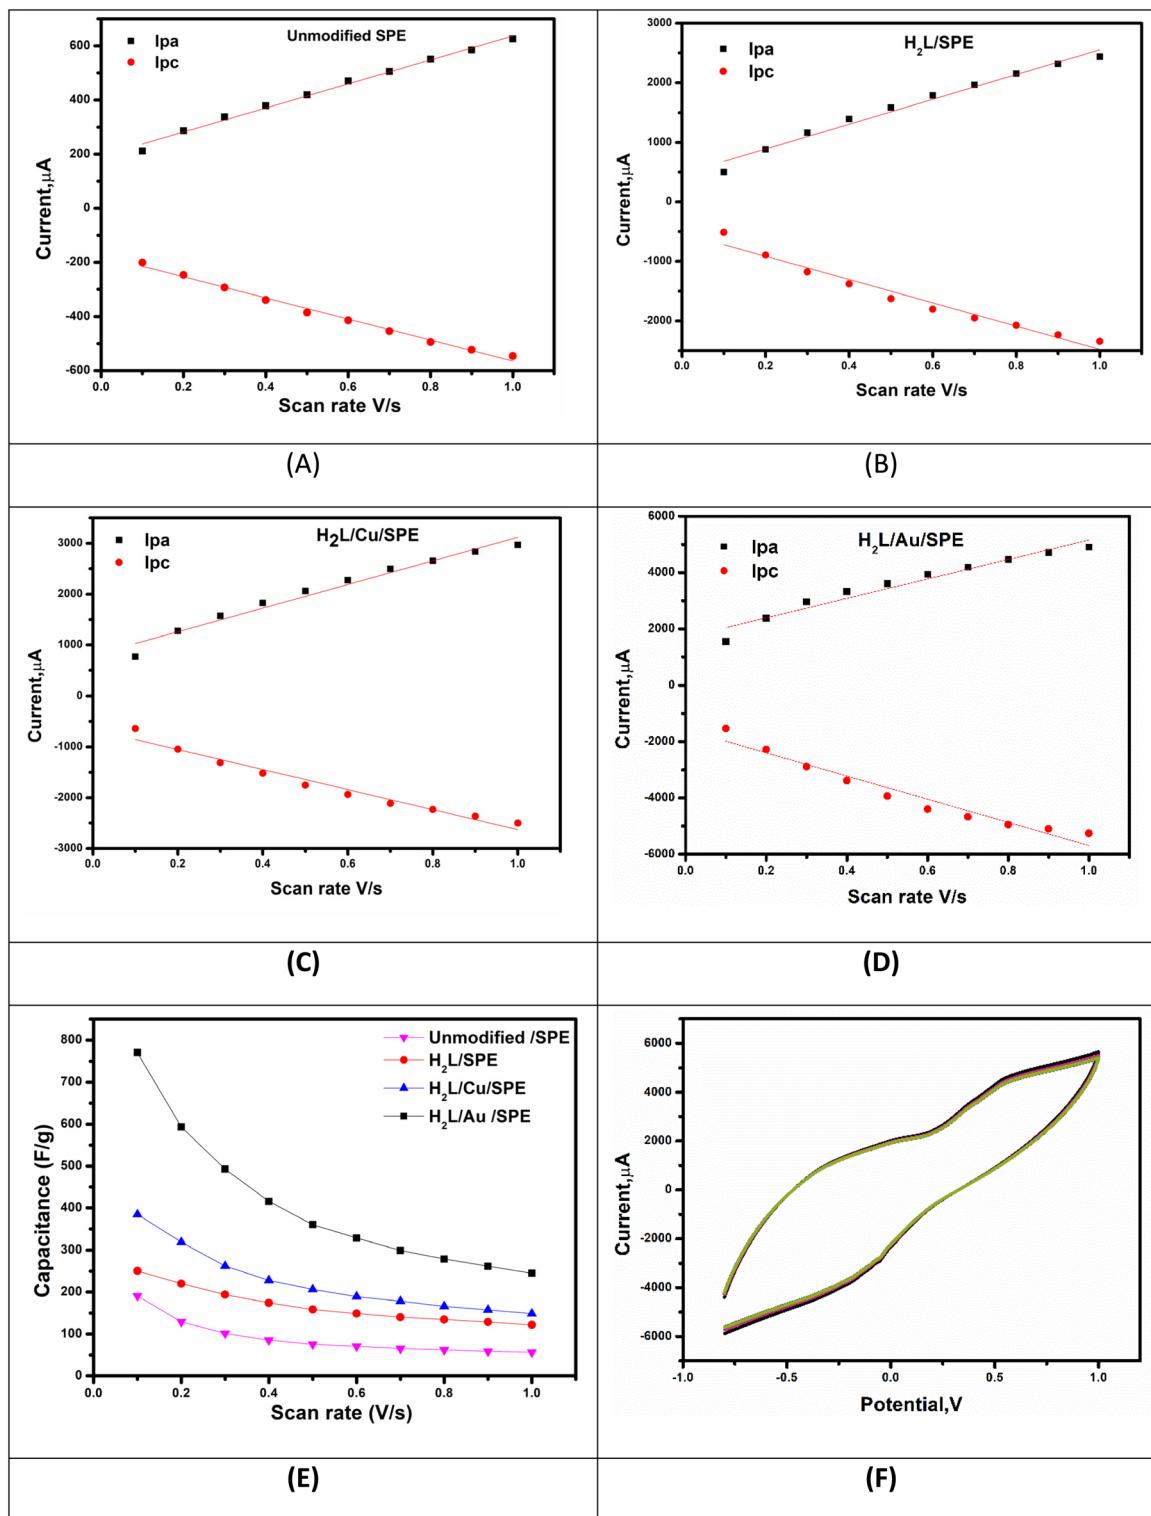 Unmodified SPE
Ipa
Ipc
600
400
200
0
-200
-400
-600
Current,μA
0.0 0.2 0.4 0.6 0.8 1.0
Scan rate V/s
H2L/SPE
Ipa
Ipc
3000
2000
1000
0
-1000
-2000
Current,μA
0.0 0.2 0.4 0.6 0.8 1.0
Scan rate V/s
(A)
(B)
H2L/Cu/SPE
Ipa
Ipc
3000
2000
1000
0
-1000
-2000
-3000
Current,μA
0.0 0.2 0.4 0.6 0.8 1.0
Scan rate V/s
H2L/Au/SPE
Ipa
Ipc
6000
4000
2000
0
-2000
-4000
-6000
Current,μA
0.0 0.2 0.4 0.6 0.8 1.0
Scan rate V/s
(C)
(D)
Unmodified /SPE
H2L/SPE
H2L/Cu/SPE
H2L/Au /SPE
800
700
600
500
400
300
200
100
0
Capacitance (F/g)
0.0 0.2 0.4 0.6 0.8 1.0
Scan rate (V/s)
6000
4000
2000
0
-2000
-4000
-6000
Current,μA
-1.0 -0.5 0.0 0.5 1.0
Potential,V
(E)
(F)